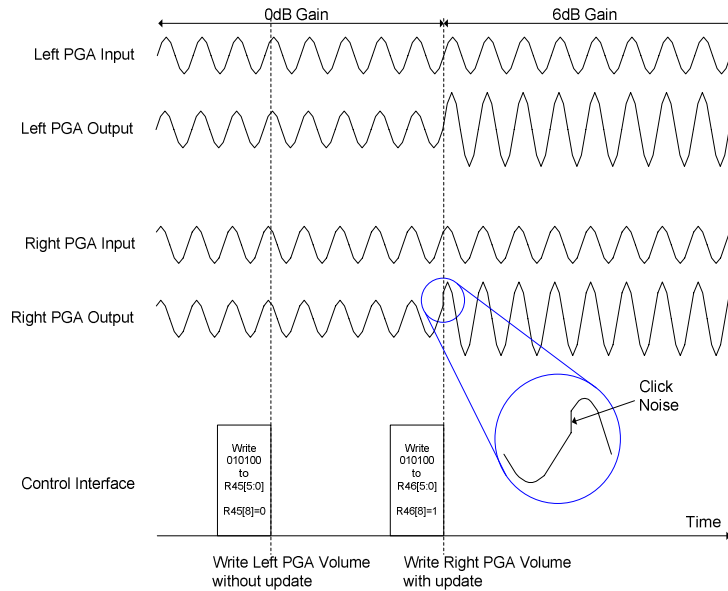 0dB Gain
6dB Gain
Left PGA Input
Left PGA Output
Right PGA Input
Right PGA Output
Click
Noise
Write
010100
to
R45[5:0]
R45[8]=0
Write
010100
to
R46[5:0]
R46[8]=1
Control Interface
Time
Write Left PGA Volume
without update
Write Right PGA Volume
with update